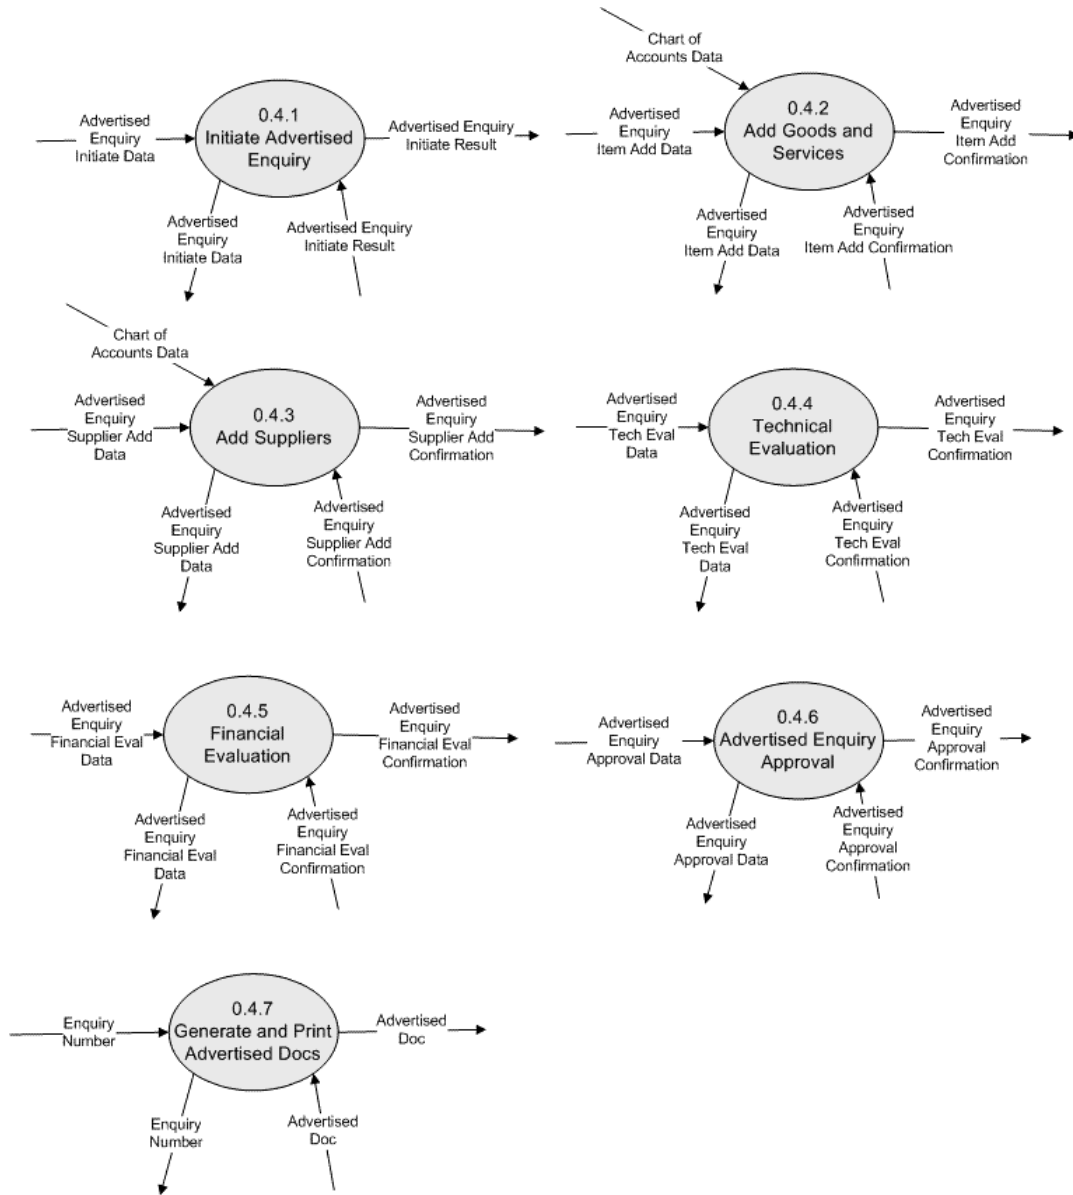 Advertised
Enquiry
Initiate Data
0.4.1
Initiate Advertised
Enquiry
Advertised Enquiry
Initiate Result
Advertised
Enquiry
Initiate Data
Advertised Enquiry
Initiate Result
Chart of
Accounts Data
Advertised
Enquiry
Item Add Data
0.4.2
Add Goods and
Services
Advertised
Enquiry
Item Add
Confirmation
Advertised
Enquiry
Item Add Data
Advertised
Enquiry
Item Add Confirmation
Chart of
Accounts Data
Advertised
Enquiry
Supplier Add
Data
0.4.3
Add Suppliers
Advertised
Enquiry
Supplier Add
Confirmation
Advertised
Enquiry
Supplier Add
Data
Advertised
Enquiry
Supplier Add
Confirmation
Advertised
Enquiry
Tech Eval
Data
0.4.4
Technical
Evaluation
Advertised
Enquiry
Tech Eval
Confirmation
Advertised
Enquiry
Tech Eval
Data
Advertised
Enquiry
Tech Eval
Confirmation
Advertised
Enquiry
Financial Eval
Data
0.4.5
Financial
Evaluation
Advertised
Enquiry
Financial Eval
Confirmation
Advertised
Enquiry
Financial Eval
Data
Advertised
Enquiry
Financial Eval
Confirmation
Advertised
Enquiry
Approval Data
0.4.6
Advertised Enquiry
Approval
Advertised
Enquiry
Approval
Confirmation
Advertised
Enquiry
Approval Data
Advertised
Enquiry
Approval
Confirmation
Enquiry
Number
0.4.7
Generate and Print
Advertised Docs
Advertised
Doc
Enquiry
Number
Advertised
Doc